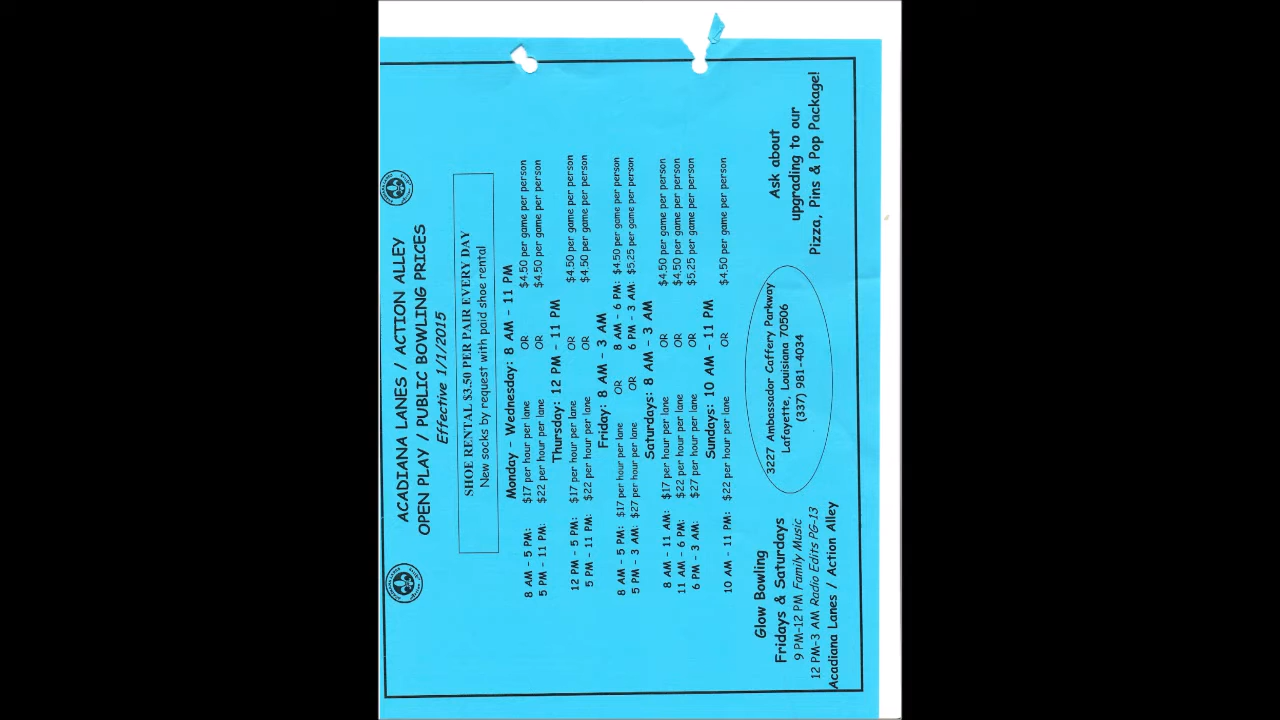 ACADIANA LANES / ACTION ALLEY
OPEN PLAY / PUBLIC BOWLING PRICES
Effective 1/1/2015
SHOE RENTAL $3.50 PER PAIR EVERY DAY
New socks by request with paid shoe rental
Monday - Wednesday: 8 AM - 11 PM
8 AM - 5 PM: $17 per hour per lane OR $4.50 per game per person
5 PM - 11 PM: $22 per hour per lane OR $4.50 per game per person
Thursday: 12 PM - 11 PM
12 PM - 5 PM: $17 per hour per lane OR $4.50 per game per person
5 PM - 11 PM: $22 per hour per lane OR $4.50 per game per person
Friday: 8 AM - 3 AM
8 AM - 5 PM: $17 per hour per lane OR 8 AM - 6 PM: $4.50 per game per person
5 PM - 3 AM: $27 per hour per lane OR 6 PM - 3 AM: $5.25 per game per person
Saturdays: 8 AM - 3 AM
8 AM - 11 AM: $17 per hour per lane OR $4.50 per game per person
11 AM - 6 PM: $22 per hour per lane OR $4.50 per game per person
6 PM - 3 AM: $27 per hour per lane OR $5.25 per game per person
Sundays: 10 AM - 11 PM
10 AM - 11 PM: $22 per hour per lane OR $4.50 per game per person
Glow Bowling
Fridays & Saturdays
9 PM-12 PM Family Music
12 PM-3 AM Radio Edits PG-13
Acadiana Lanes / Action Alley
3227 Ambassador Caffery Parkway
Lafayette, Louisiana 70506
(337) 981-4034
Ask about
upgrading to our
Pizza, Pins & Pop Package!